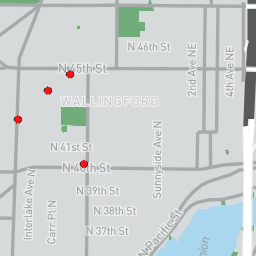 N 46th St
2nd Ave NE
4th Ave NE
N 45th St
WALLINGFORD
Sunnyside Ave N
N 41st St
N 40th St
Interlake Ave N
Carr Pl N
N 39th St
N 38th St
N 37th St
N Pacific St